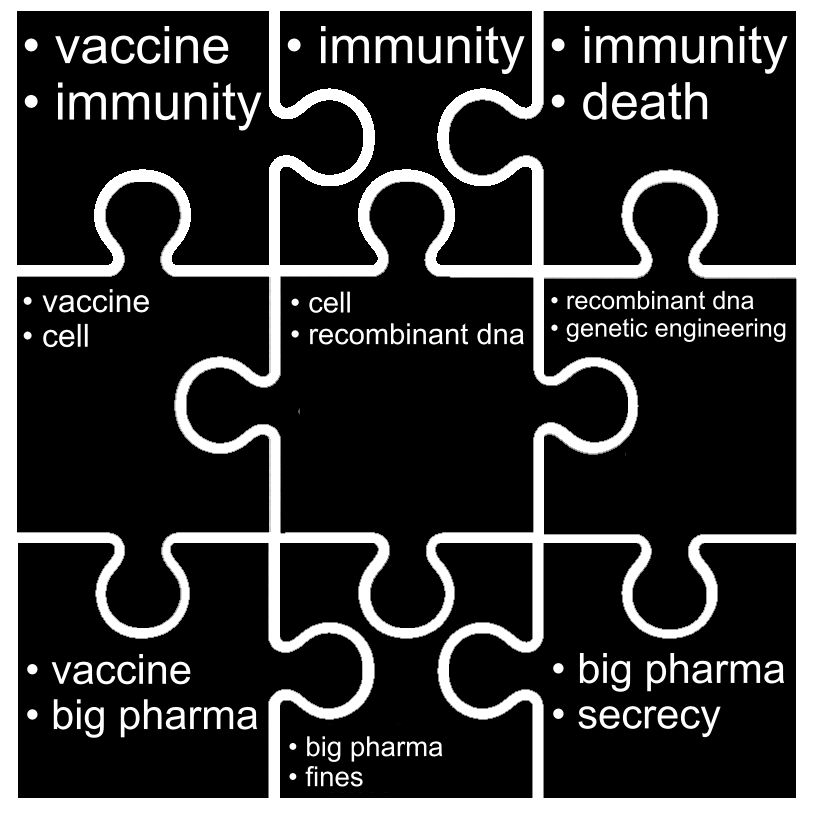 • vaccine
• immunity
• immunity
• immunity
• death
• vaccine
• cell
• cell
• recombinant dna
• recombinant dna
• genetic engineering
• vaccine
• big pharma
• big pharma
• fines
• big pharma
• secrecy